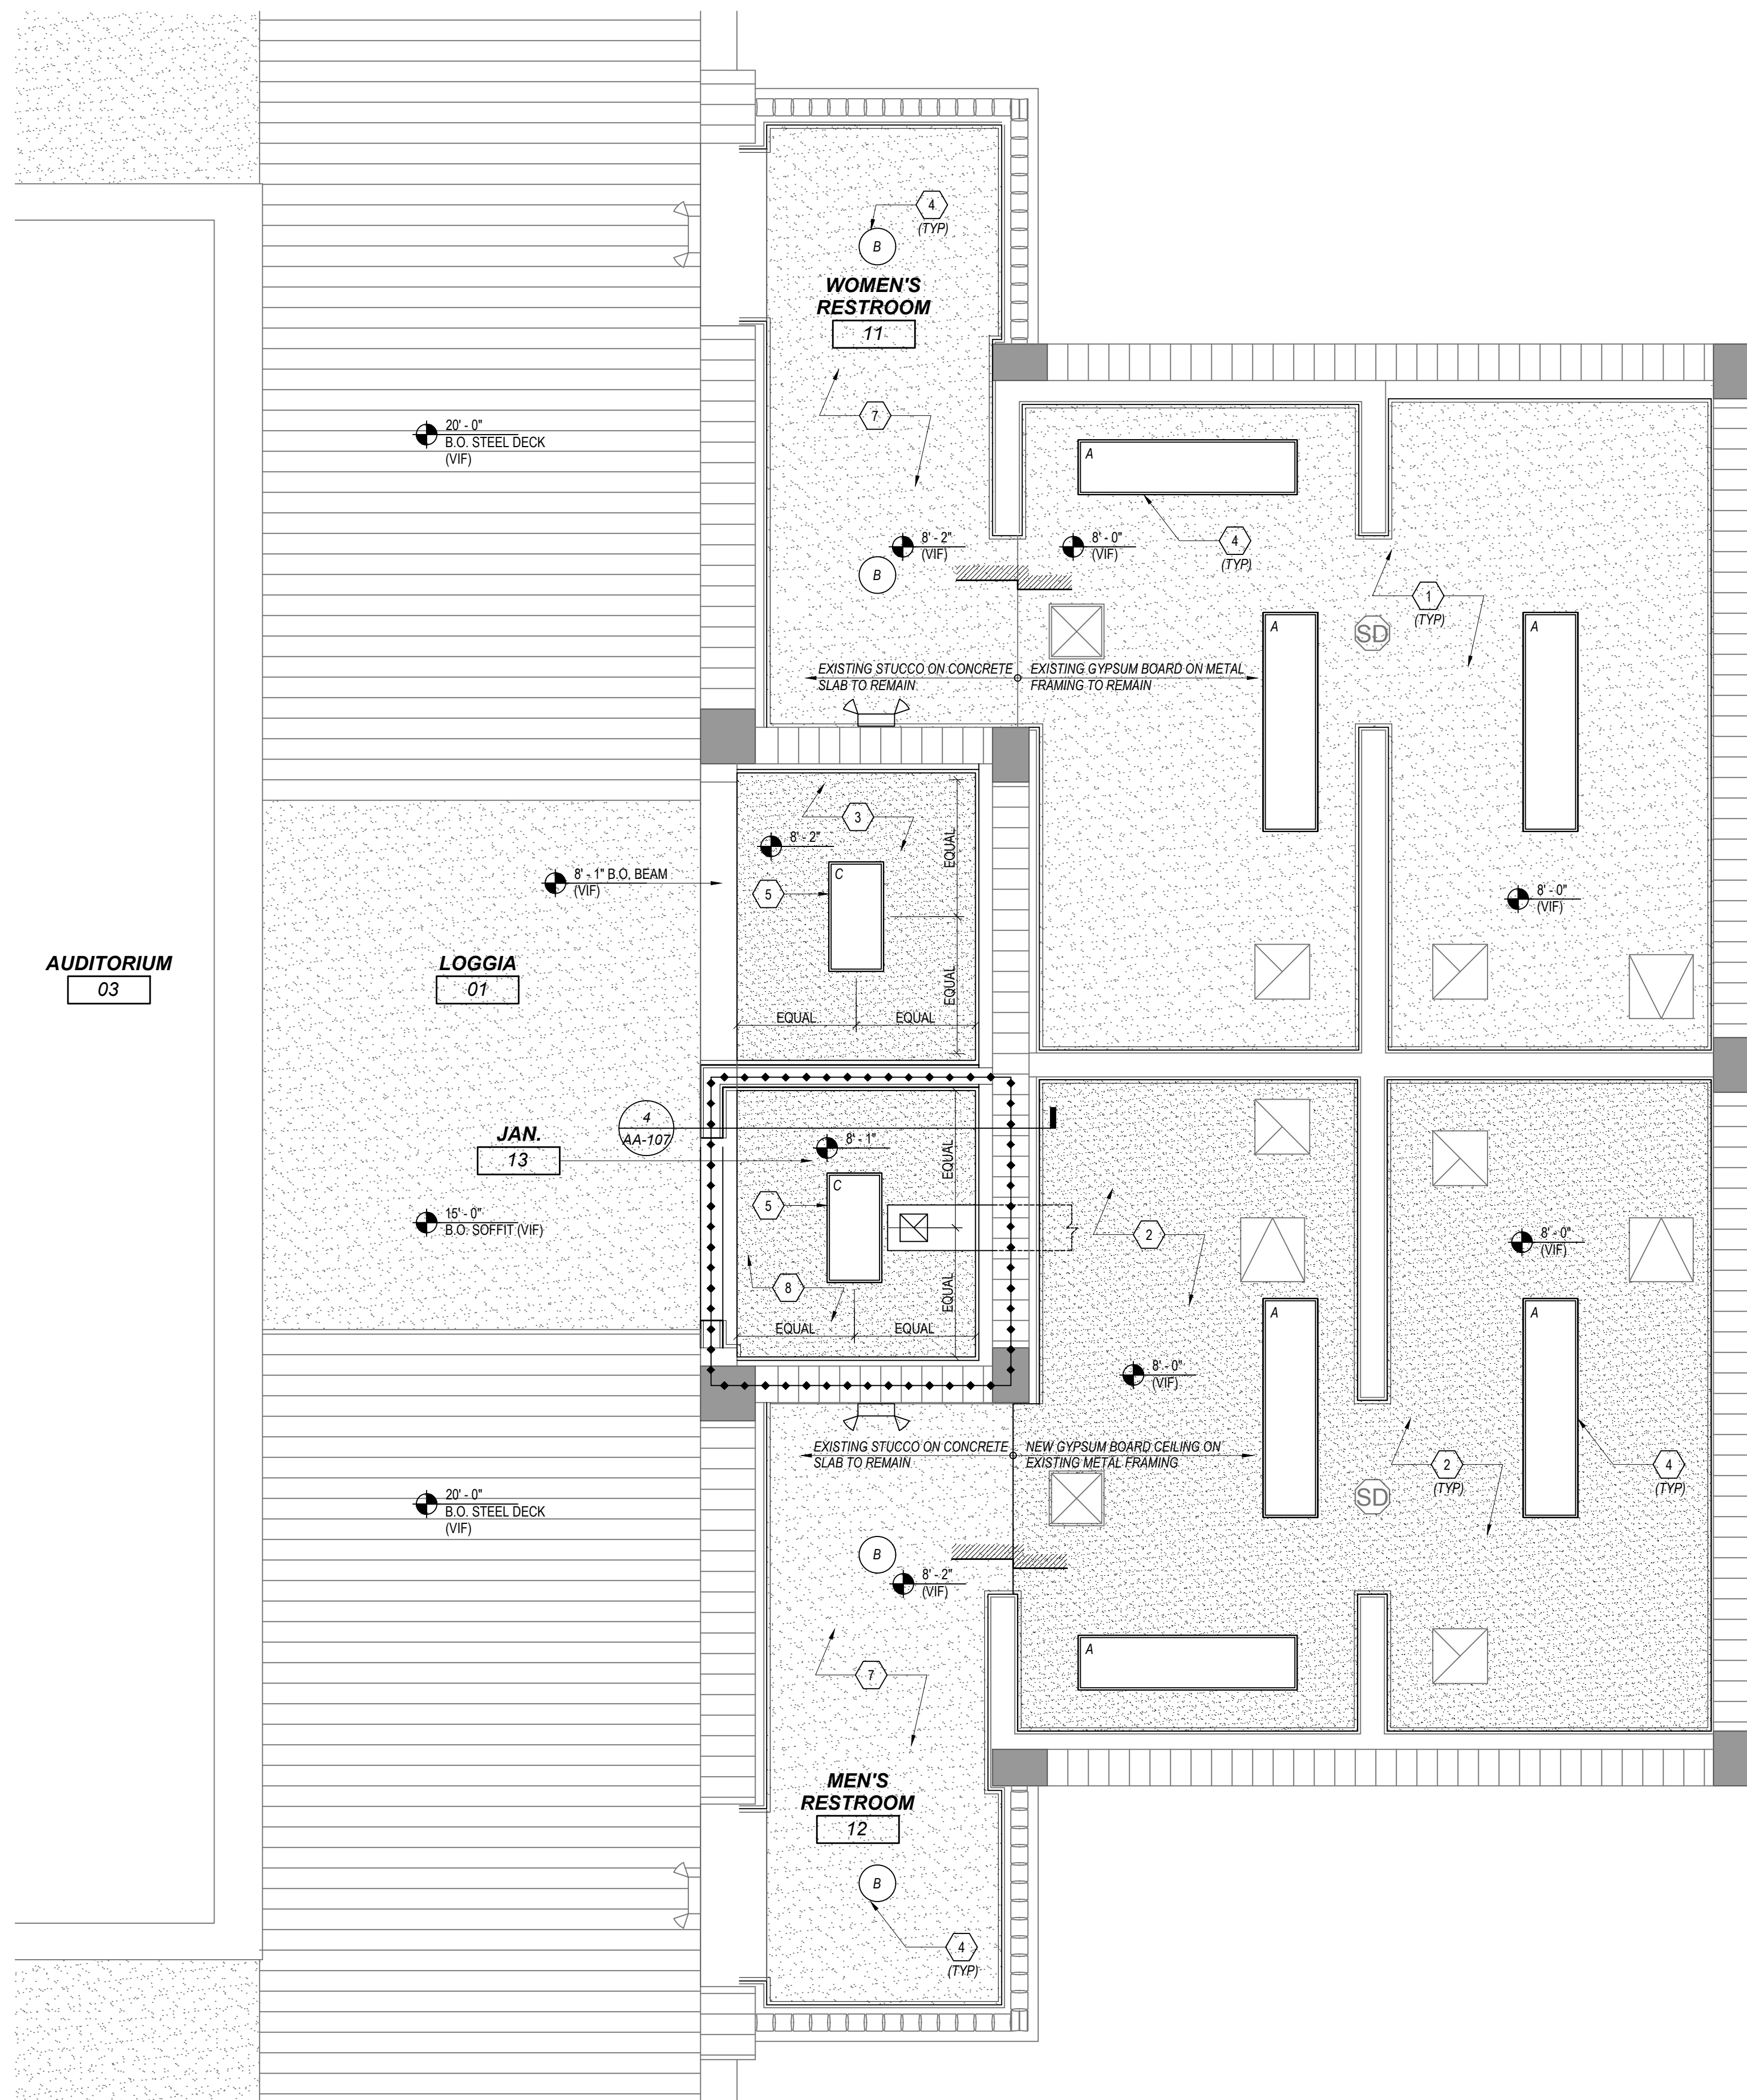 4
(TYP)
B
WOMEN'S
RESTROOM
11
7
20' - 0"
B.O. STEEL DECK
(VIF)
A
4
(TYP)
8' - 2"
(VIF)
8' - 0"
(VIF)
B
1
(TYP)
A
SD
A
EXISTING STUCCO ON CONCRETE
SLAB TO REMAIN
EXISTING GYPSUM BOARD ON METAL
FRAMING TO REMAIN
3
8' - 2"
EQUAL
C
5
8' - 1" B.O. BEAM
(VIF)
8' - 0"
(VIF)
AUDITORIUM
03
LOGGIA
01
EQUAL
EQUAL
EQUAL
4
AA-107
JAN.
13
8' - 1"
EQUAL
C
5
15' - 0"
B.O. SOFFIT (VIF)
2
8' - 0"
(VIF)
8
EQUAL
EQUAL
EQUAL
A
A
8' - 0"
(VIF)
EXISTING STUCCO ON CONCRETE
SLAB TO REMAIN
NEW GYPSUM BOARD CEILING ON
EXISTING METAL FRAMING
2
(TYP)
4
(TYP)
SD
20' - 0"
B.O. STEEL DECK
(VIF)
B
8' - 2"
(VIF)
A
7
MEN'S
RESTROOM
12
B
4
(TYP)